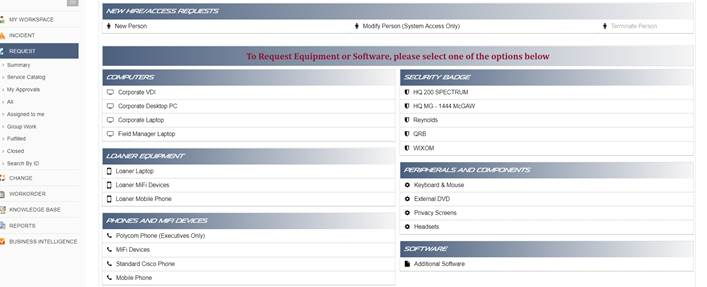 NEW HIRE/ACCESS REQUESTS
New Person
Modify Person (System Access Only)
Terminate Person
MY WORKSPACE
INCIDENT
REQUEST
Summary
Service Catalog
My Approvals
All
Assigned to me
Group Work
Fulfilled
Closed
Search By ID
CHANGE
WORKORDER
KNOWLEDGE BASE
REPORTS
BUSINESS INTELLIGENCE
To Request Equipment or Software, please select one of the options below
COMPUTERS
Corporate VDI
Corporate Desktop PC
Corporate Laptop
Field Manager Laptop
LOANER EQUIPMENT
Loaner Laptop
Loaner MiFi Devices
Loaner Mobile Phone
PHONES AND MIFI DEVICES
Polycom Phone (Executives Only)
MiFi Devices
Standard Cisco Phone
Mobile Phone
SECURITY BADGE
HQ 200 SPECTRUM
HQ MG - 1444 McGAW
Reynolds
QRB
WIXOM
PERIPHERALS AND COMPONENTS
Keyboard & Mouse
External DVD
Privacy Screens
Headsets
SOFTWARE
Additional Software